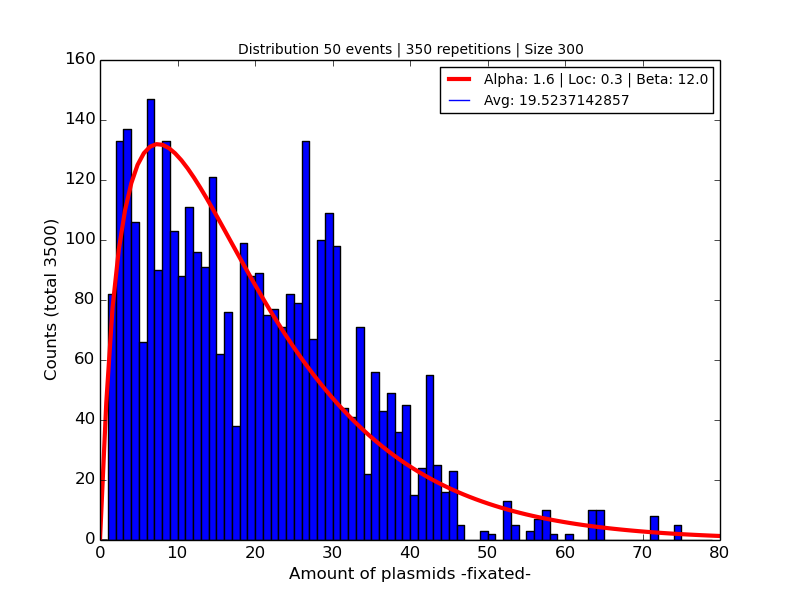 Distribution 50 events | 350 repetitions | Size 300
Alpha: 1.6 | Loc: 0.3 | Beta: 12.0
Avg: 19.5237142857
160
140
120
100
80
60
40
20
0
Counts (total 3500)
0 10 20 30 40 50 60 70 80
Amount of plasmids -fixated-